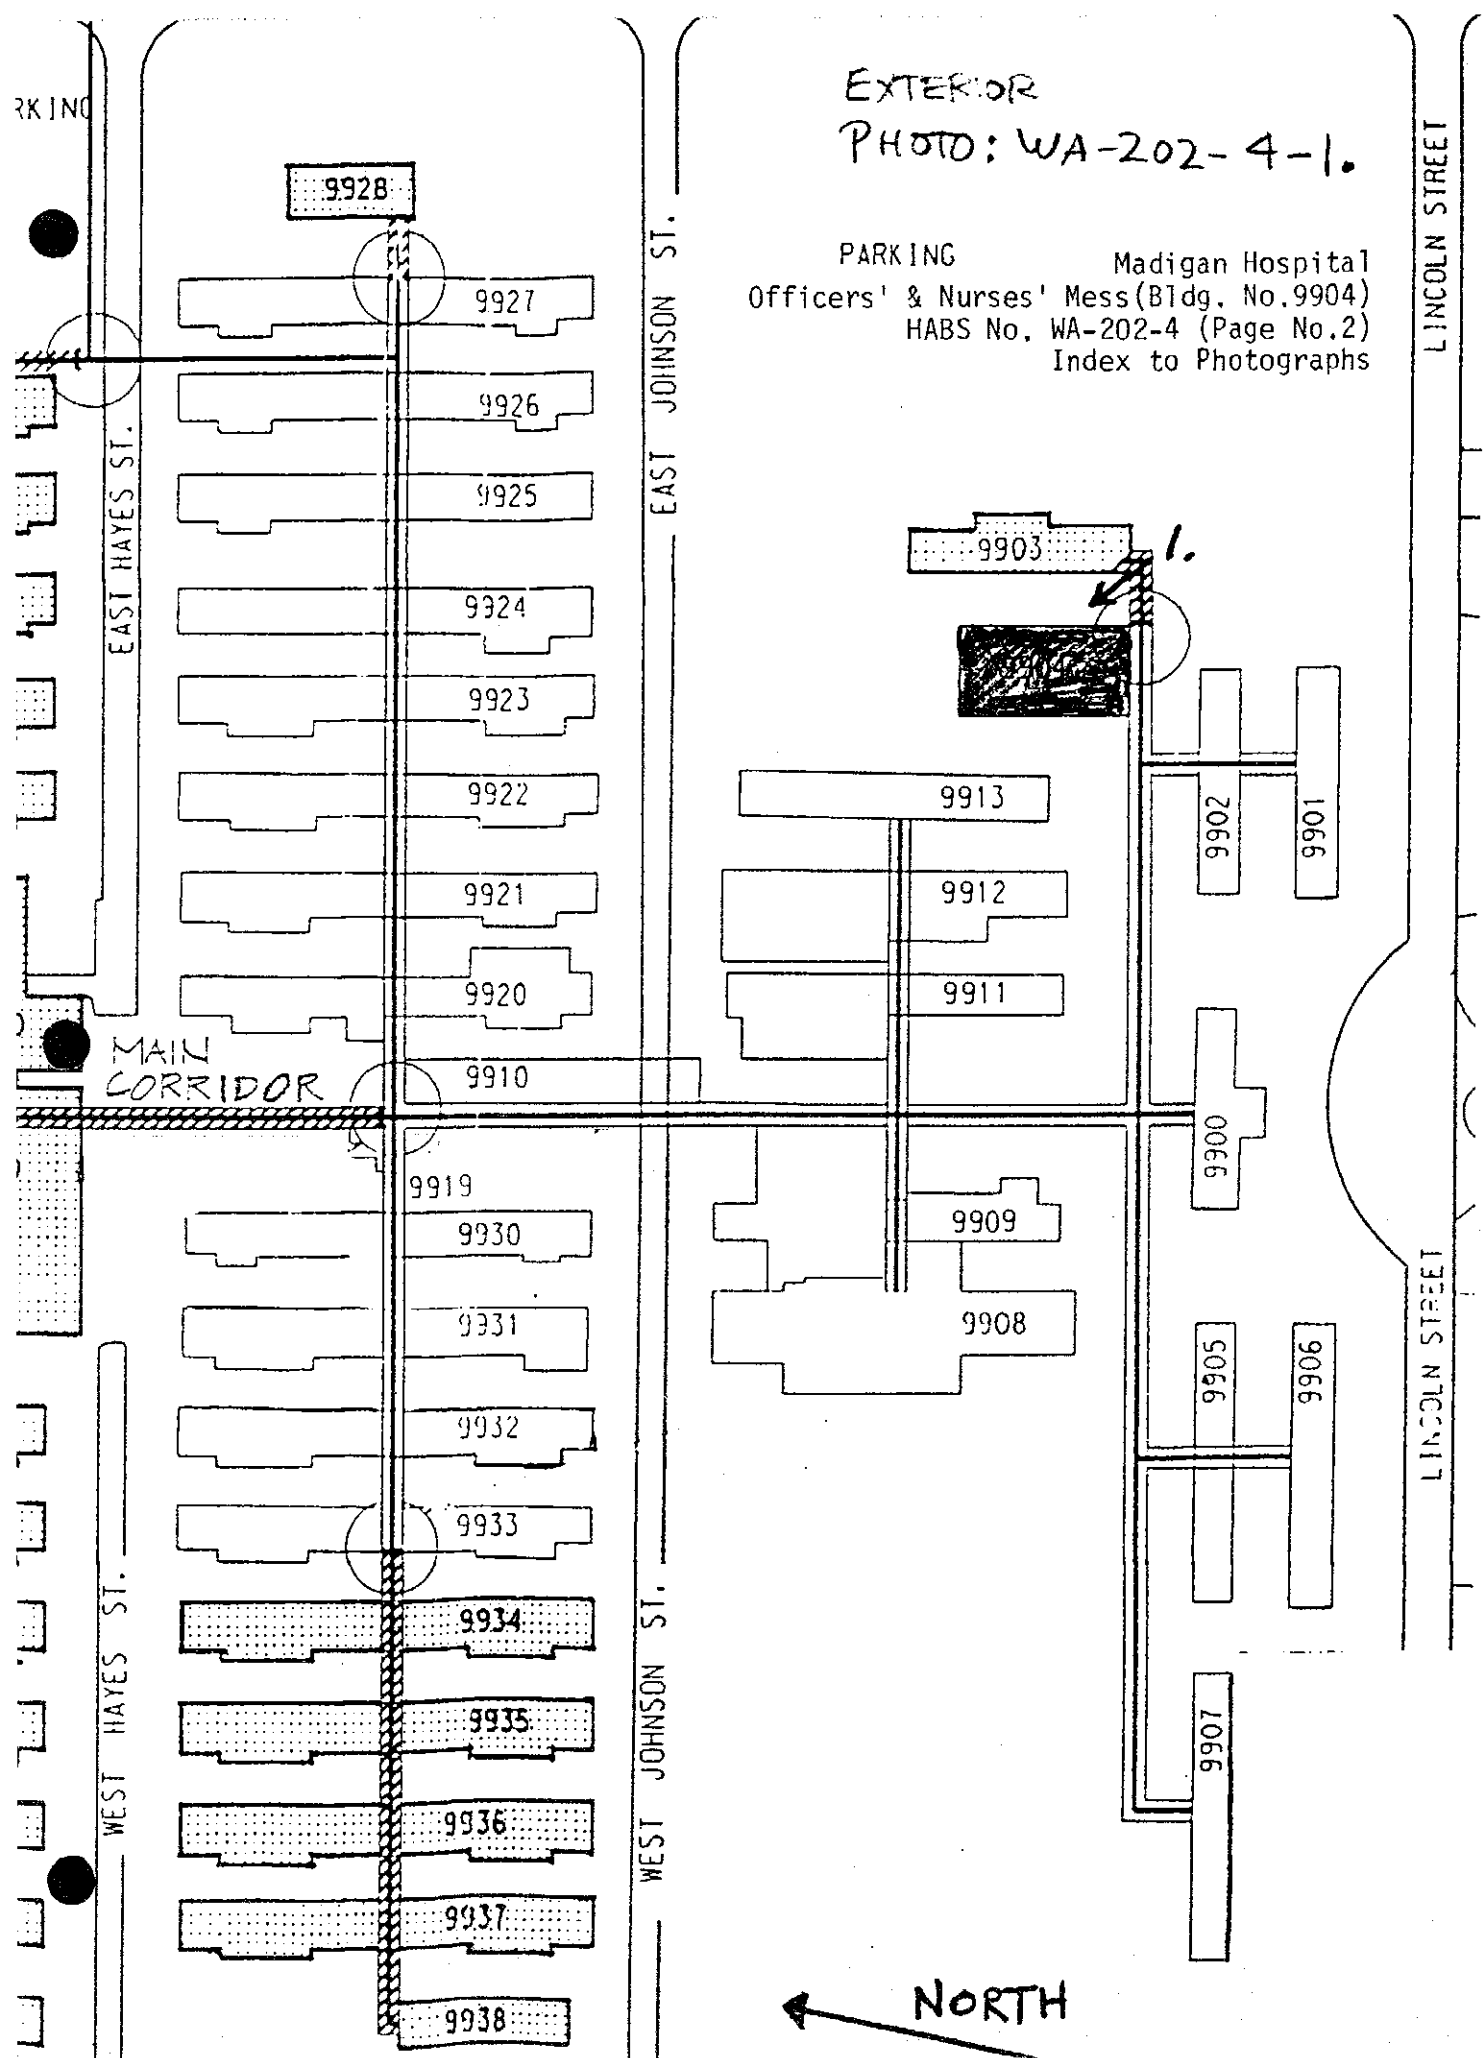 EXTERIOR
PHOTO: WA-202-4-1.
RKING
PARKING
Madigan Hospital
Officers' & Nurses' Mess(Bldg. No.9904)
HABS No. WA-202-4 (Page No.2)
Index to Photographs
LINCOLN STREET
EAST JOHNSON ST.
EAST HAYES ST.
9928
9927
9926
9925
9924
9923
9922
9921
9920
9903
1.
9902
9901
9913
9912
9911
MAIN
CORRIDOR
9910
9900
9919
9930
9909
9931
9908
9932
9933
9905
9906
LINCOLN STREET
9934
9935
9936
9937
9938
WEST HAYES ST.
WEST JOHNSON ST.
9907
NORTH